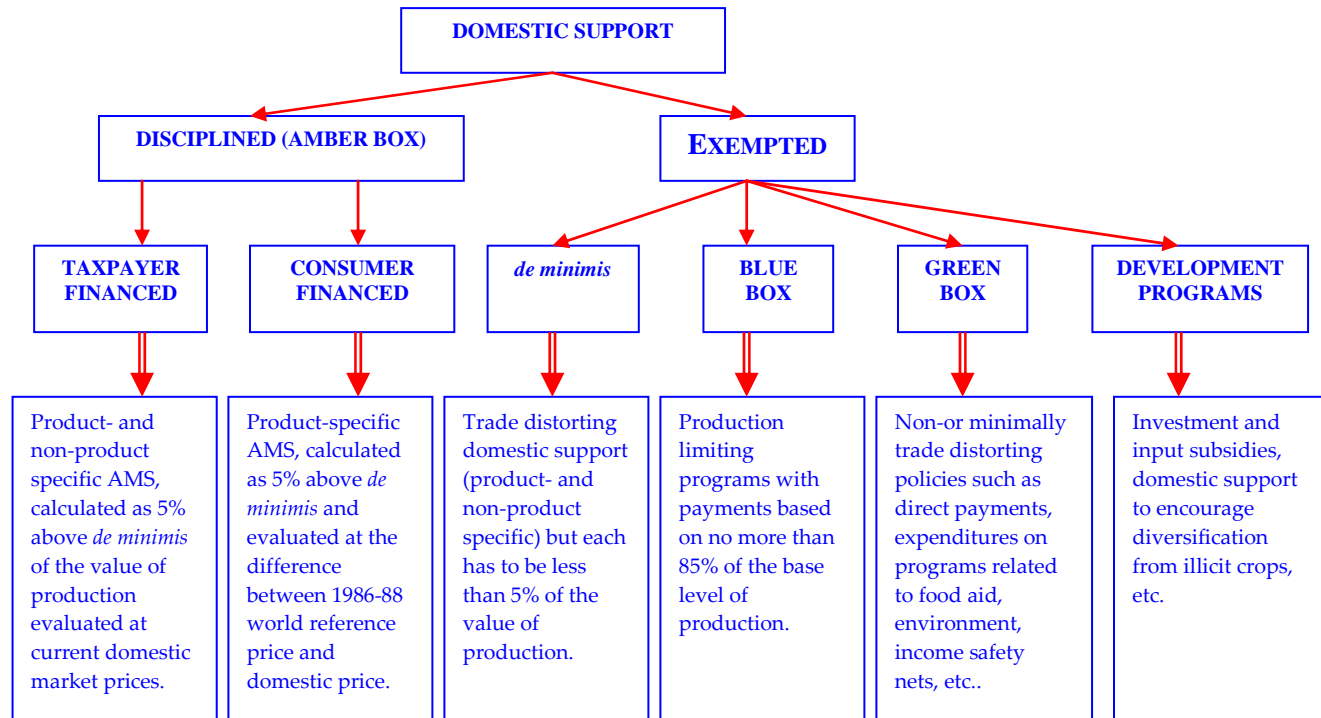 DOMESTIC SUPPORT
DISCIPLINED (AMBER BOX)
EXEMPTED
TAXPAYER
FINANCED
CONSUMER
FINANCED
de minimis
BLUE
BOX
GREEN
BOX
DEVELOPMENT
PROGRAMS
Product- and
non-product
specific AMS,
calculated as 5%
above de minimis
of the value of
production
evaluated at
current domestic
market prices.
Product-specific
AMS, calculated
as 5% above de
minimis and
evaluated at the
difference
between 1986-88
world reference
price and
domestic price.
Trade distorting
domestic support
(product- and
non-product
specific) but each
has to be less
than 5% of the
value of
production.
Production
limiting
programs with
payments based
on no more than
85% of the base
level of
production.
Non-or minimally
trade distorting
policies such as
direct payments,
expenditures on
programs related
to food aid,
environment,
income safety
nets, etc..
Investment and
input subsidies,
domestic support
to encourage
diversification
from illicit crops,
etc.